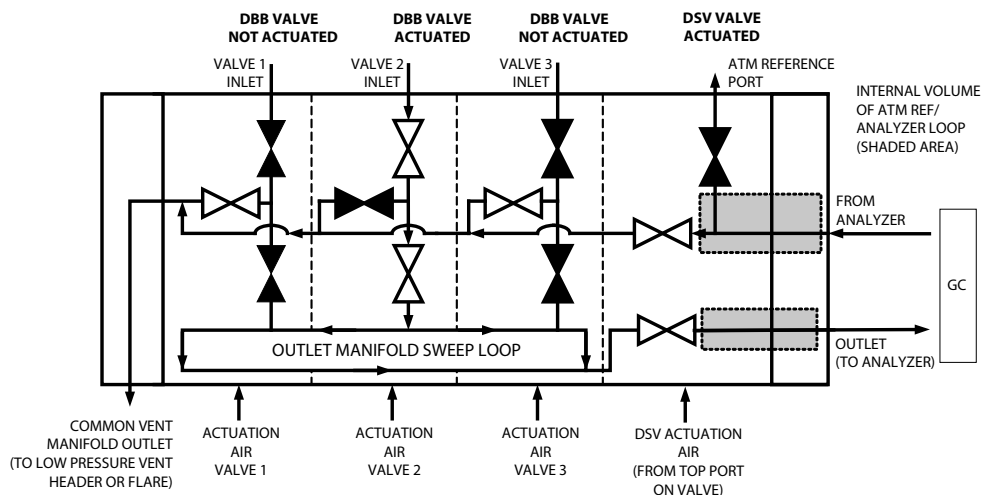 DBB VALVE
NOT ACTUATED
DBB VALVE
ACTUATED
DBB VALVE
NOT ACTUATED
DSV VALVE
ACTUATED
VALVE 1
INLET
VALVE 2
INLET
VALVE 3
INLET
ATM REFERENCE
PORT
INTERNAL VOLUME
OF ATM REF/
ANALYZER LOOP
(SHADED AREA)
FROM
ANALYZER
GC
OUTLET MANIFOLD SWEEP LOOP
OUTLET
(TO ANALYZER)
COMMON VENT
MANIFOLD OUTLET
(TO LOW PRESSURE VENT
HEADER OR FLARE)
ACTUATION
AIR
VALVE 1
ACTUATION
AIR
VALVE 2
ACTUATION
AIR
VALVE 3
DSV ACTUATION
AIR
(FROM TOP PORT
ON VALVE)